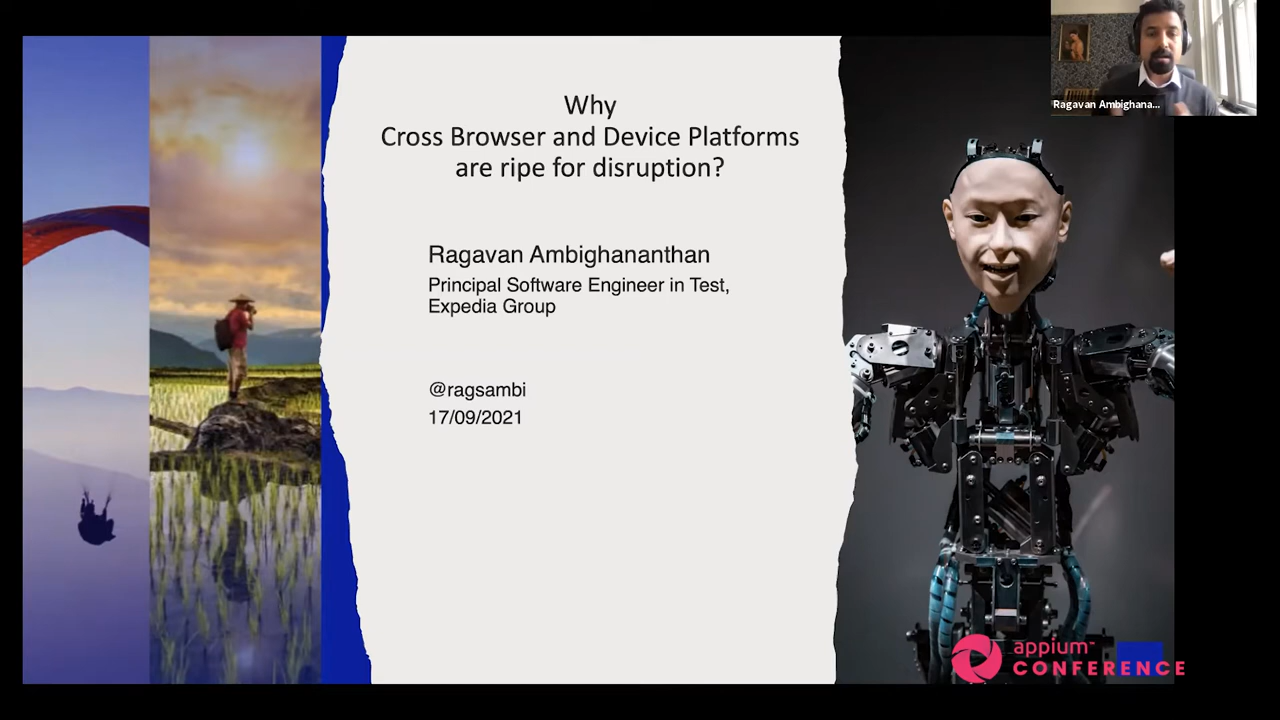 Ragavan Ambighana...
Why
Cross Browser and Device Platforms
are ripe for disruption?
Ragavan Ambighananthan
Principal Software Engineer in Test,
Expedia Group
@ragsambi
17/09/2021
appium™
CONFERENCE